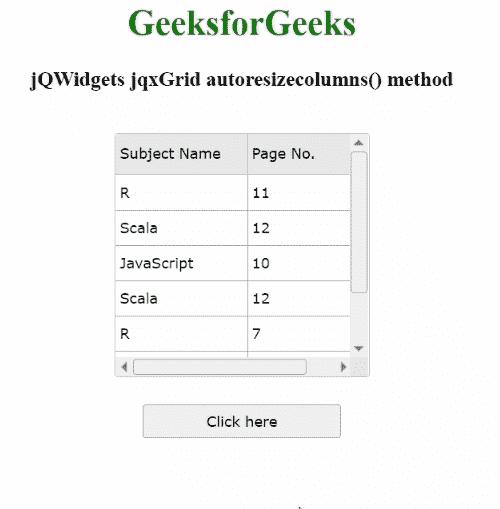 GeeksforGeeks
jQWidgets jqxGrid autoresizecolumns() method
Subject Name Page No.
R 11
Scala 12
JavaScript 10
Scala 12
R 7
Click here